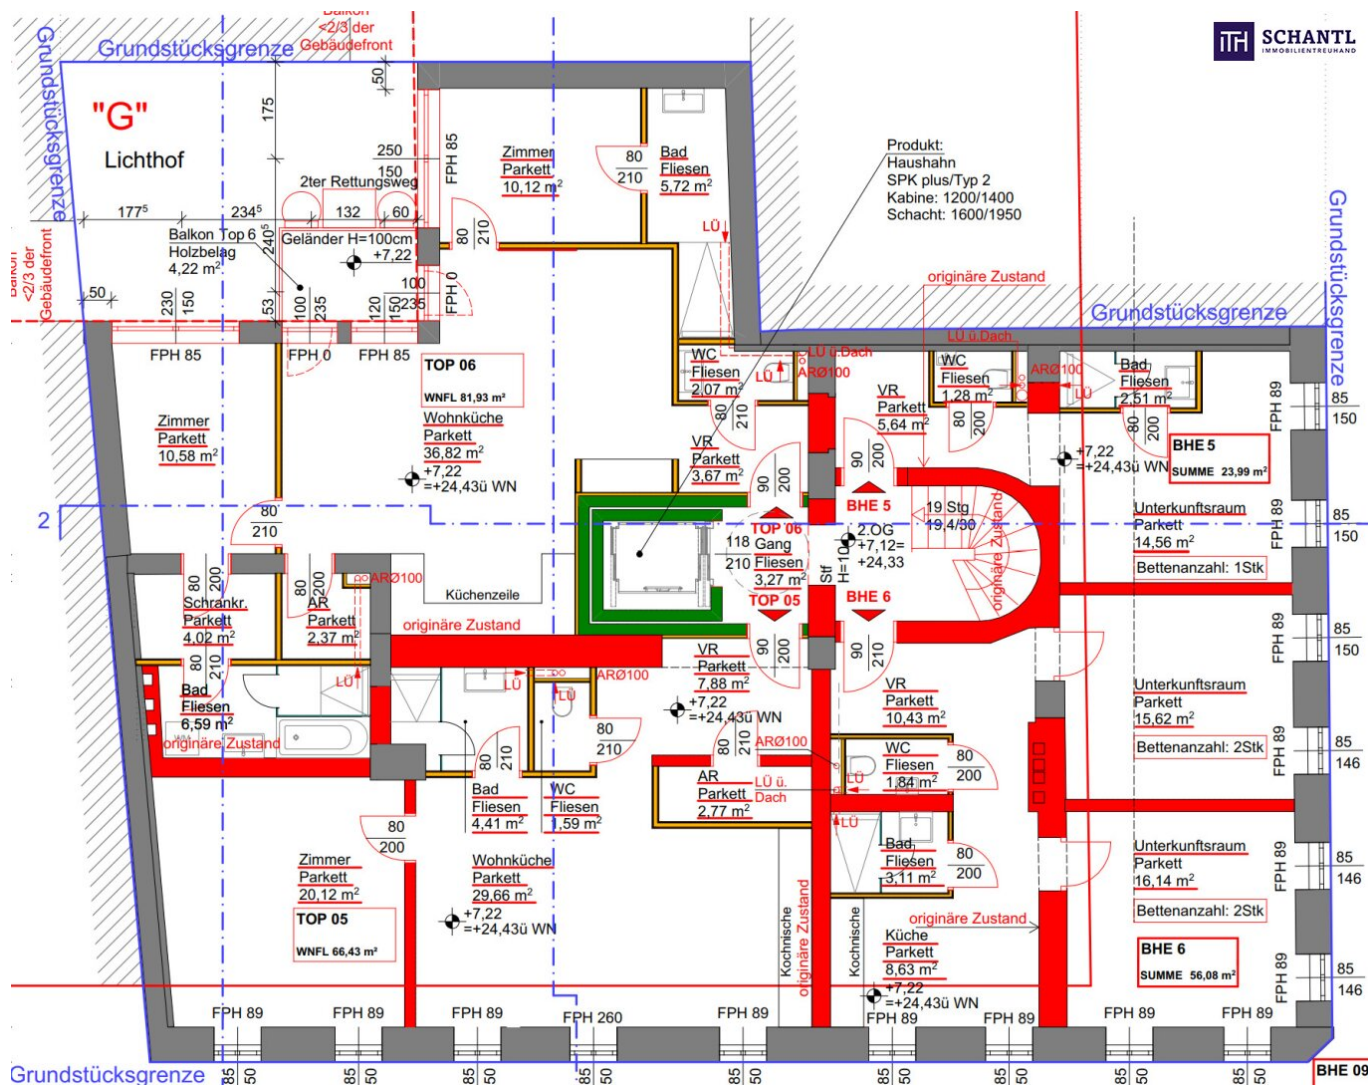 Balkon
<2/3 der
Gebäudefront
Grundstücksgrenze
ITH SCHANTL
IMMOBILIENTREUHAND
Grundstücksgrenze
"G"
Lichthof
175
50
250
150
FPH 85
Zimmer
Parkett
10,12 m²
80
210
Bad
Fliesen
5,72 m²
Produkt:
Haushahn
SPK plus/Typ 2
Kabine: 1200/1400
Schacht: 1600/1950
2ter Rettungsweg
177⁵
234⁵
132
60
Balkon Top 6
Holzbelag
4,22 m²
240⁵
Geländer H=100cm
+7,22
80
210
LÜ
Grundstücksgrenze
<2/3 der
Gebäudefront
50
230
150
53
100
235
120
150
100
235
FPH 0
originäre Zustand
Grundstücksgrenze
FPH 85
FPH 0
FPH 85
TOP 06
WNFL 81,93 m²
Wohnküche
Parkett
36,82 m²
+7,22
=+24,43ü WN
Zimmer
Parkett
10,58 m²
WC
Fliesen
2,07 m²
LÜ
LÜ ü.Dach
ARØ100
80
210
VR
Parkett
3,67 m²
90
200
VR
Parkett
5,64 m²
LÜ ü.Dach
WC
Fliesen
1,28 m²
80
200
ARØ100
LÜ
Bad
Fliesen
2,51 m²
80
200
FPH 89
85
150
+7,22
=+24,43ü WN
BHE 5
SUMME 23,99 m²
90
200
2
80
210
118
210
TOP 06
Gang
Fliesen
3,27 m²
TOP 05
BHE 5
2.OG
+7,12=
+24,33
BHE 6
Stf
H=10
19 Stg
19,4/30
originäre Zustand
Unterkunftsraum
Parkett
14,56 m²
Bettenanzahl: 1Stk
FPH 89
85
150
80
200
80
200
ARØ100
Schrankr.
Parkett
4,02 m²
AR
Parkett
2,37 m²
Küchenzeile
originäre Zustand
80
210
Bad
Fliesen
6,59 m²
WM
LÜ
originäre Zustand
LÜ
ARØ100
LÜ
80
210
VR
Parkett
7,88 m²
+7,22
=+24,43ü WN
90
200
90
210
VR
Parkett
10,43 m²
FPH 89
85
150
Unterkunftsraum
Parkett
15,62 m²
Bettenanzahl: 2Stk
FPH 89
85
146
80
210
80
210
ARØ100
AR
Parkett
2,77 m²
LÜ ü.
Dach
WC
Fliesen
1,84 m²
LÜ
80
200
Bad
Fliesen
4,41 m²
WC
Fliesen
1,59 m²
LÜ
80
200
Zimmer
Parkett
20,12 m²
TOP 05
WNFL 66,43 m²
Wohnküche
Parkett
29,66 m²
+7,22
=+24,43ü WN
Bad
Fliesen
3,11 m²
80
200
Unterkunftsraum
Parkett
16,14 m²
Bettenanzahl: 2Stk
FPH 89
85
146
Kochnische
originäre Zustand
Kochnische
originäre Zustand
Küche
Parkett
8,63 m²
+7,22
=+24,43ü WN
BHE 6
SUMME 56,08 m²
FPH 89
85
146
FPH 89
FPH 89
FPH 89
FPH 260
FPH 89
FPH 89
FPH 89
FPH 89
FPH 89
Grundstücksgrenze
85
50
85
50
85
50
85
50
85
50
85
50
85
50
85
50
85
50
BHE 09